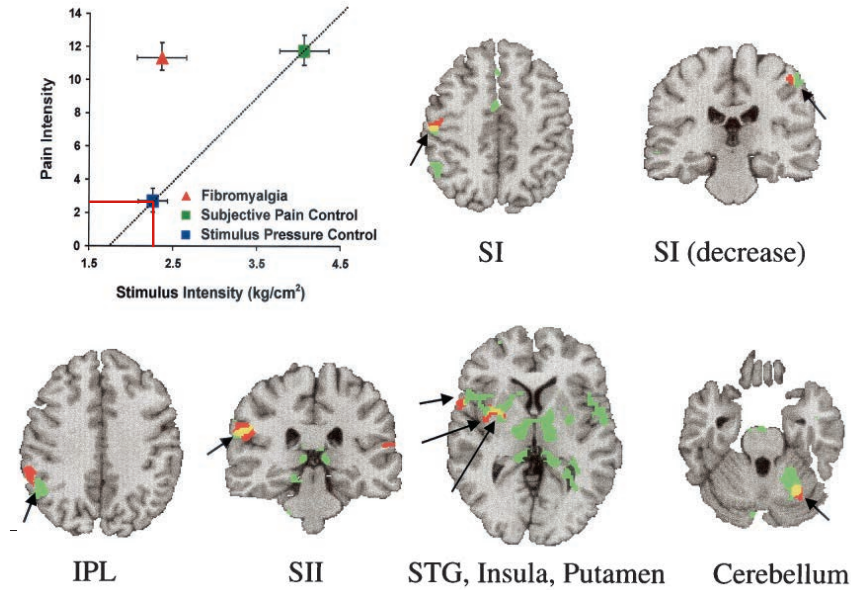 14
12
10
8
6
4
2
0
Pain Intensity
1.5 2.5 3.5 4.5
Stimulus Intensity (kg/cm²)
Fibromyalgia
Subjective Pain Control
Stimulus Pressure Control
SI
SI (decrease)
IPL
SII
STG, Insula, Putamen
Cerebellum